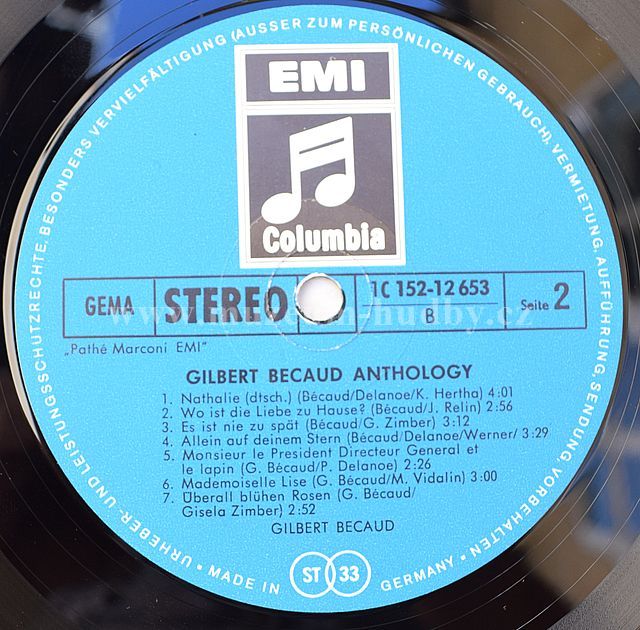 URHEBER- UND LEISTUNGSSCHUTZRECHTE, BESONDERS VERVIELFÄLTIGUNG (AUSSER ZUM PERSÖNLICHEN GEBRAUCH), VERMIETUNG, AUFFÜHRUNG, SENDUNG, VORBEHALTEN •
EMI
Columbia
GEMA STEREO 1C 152-12 653 B Seite 2
„Pathé Marconi EMI"
GILBERT BECAUD ANTHOLOGY
1. Nathalie (dtsch.) (Bécaud/Delanoe/K. Hertha) 4:01
2. Wo ist die Liebe zu Hause? (Bécaud/J. Relin) 2:56
3. Es ist nie zu spät (Bécaud/G. Zimber) 3:12
4. Allein auf deinem Stern (Bécaud/Delanoe/Werner/ 3:29
5. Monsieur le President Directeur General et
le lapin (G. Bécaud/P. Delanoe) 2:26
6. Mademoiselle Lise (G. Bécaud/M. Vidalin) 3:00
7. Überall blühen Rosen (G. Bécaud/
Gisela Zimber) 2:52
GILBERT BECAUD
• MADE IN ST 33 GERMANY •